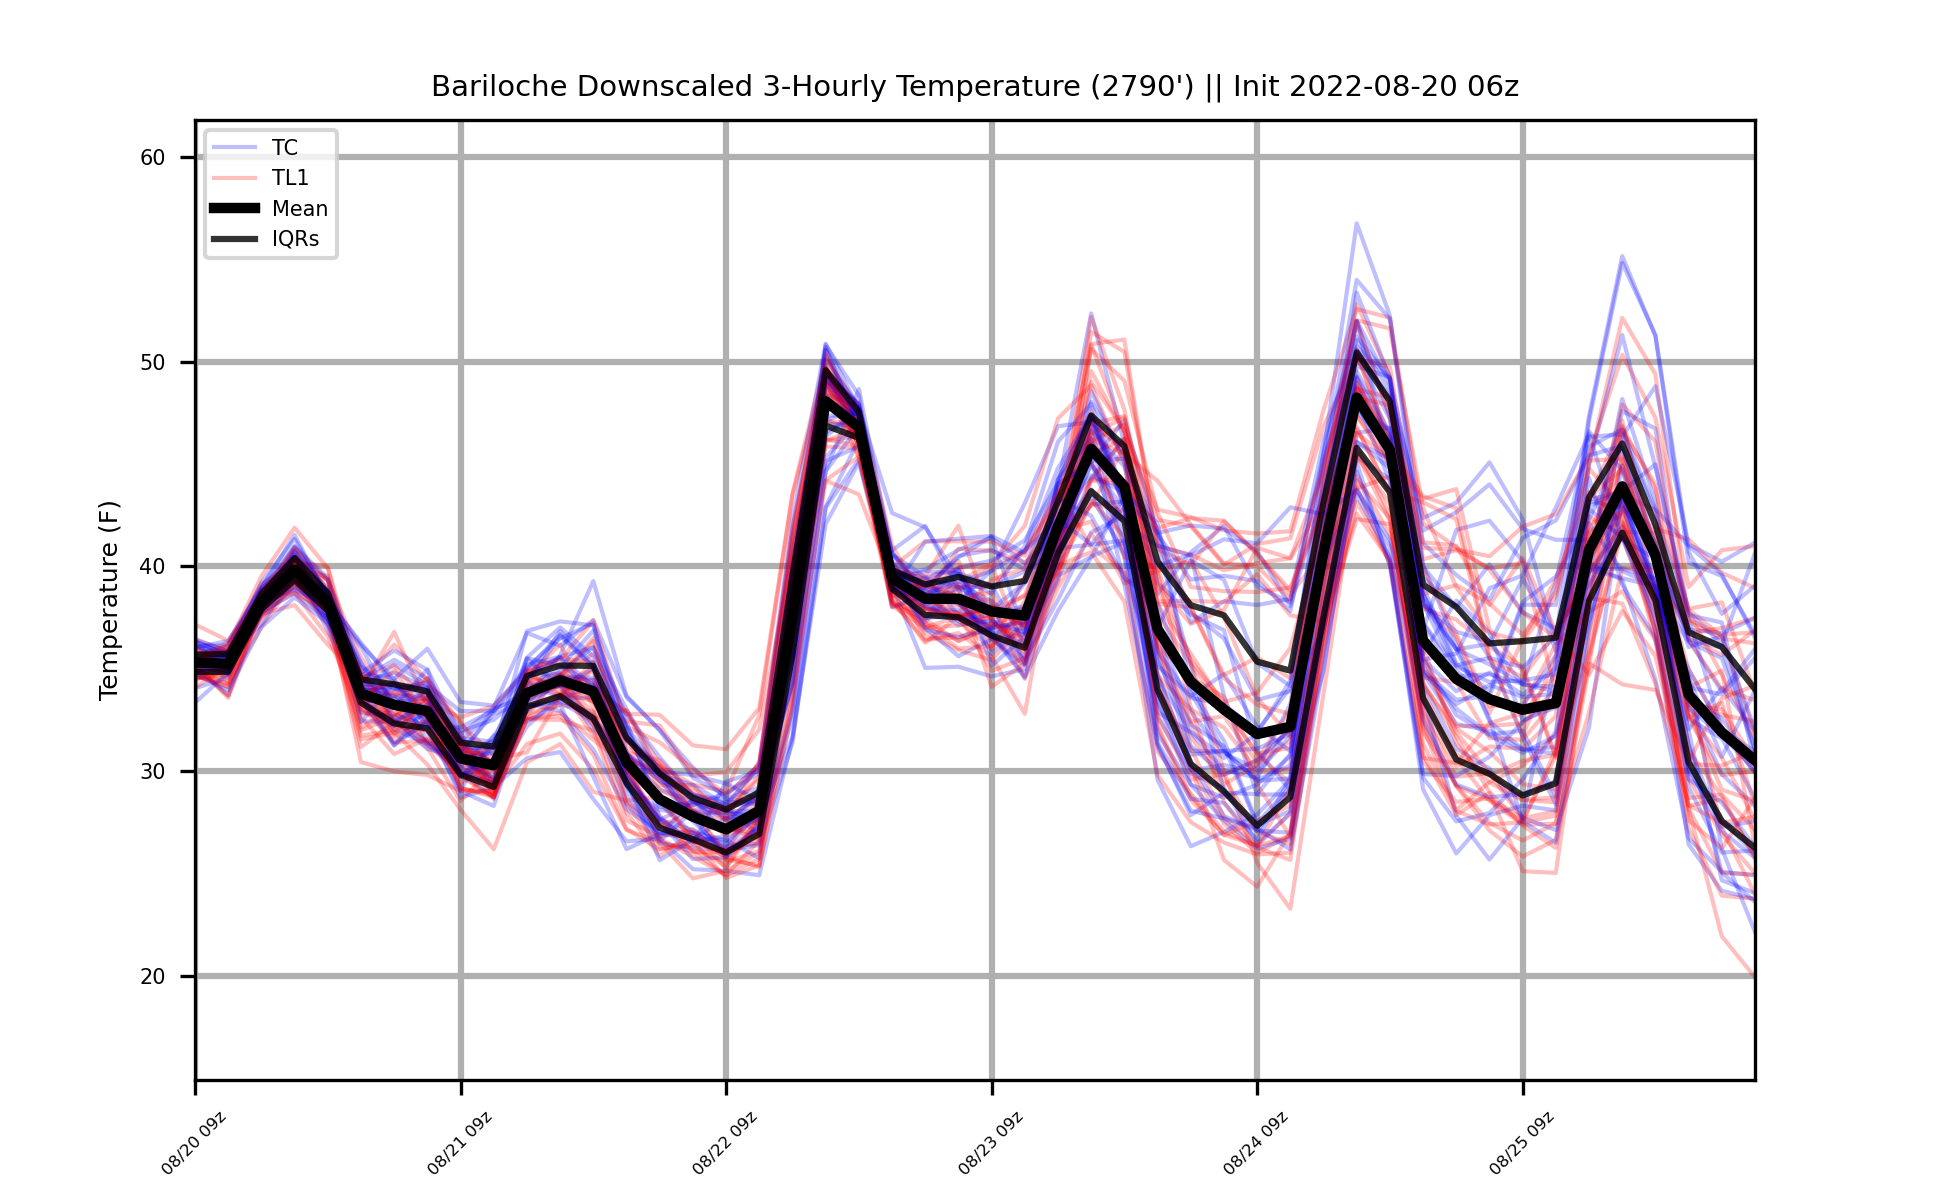 Bariloche Downscaled 3-Hourly Temperature (2790') || Init 2022-08-20 06z
TC
TL1
Mean
IQRs
Temperature (F)
60
50
40
30
20
08/20 09z
08/21 09z
08/22 09z
08/23 09z
08/24 09z
08/25 09z